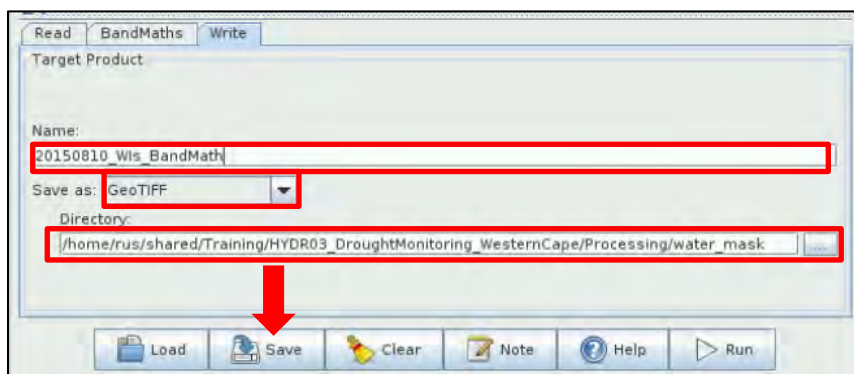 Read BandMaths Write
Target Product
Name:
20150810_WIs_BandMath
Save as: GeoTIFF
Directory:
/home/rus/shared/Training/HYDR03_DroughtMonitoring_WesternCape/Processing/water_mask ...
Load Save Clear Note Help Run